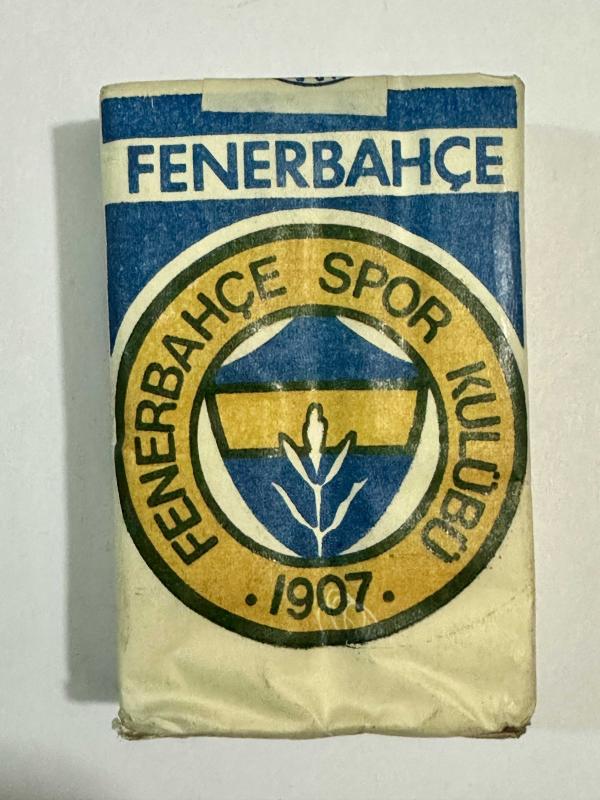 FENERBAHÇE
FENERBAHÇE SPOR KULÜBÜ
· 1907 ·